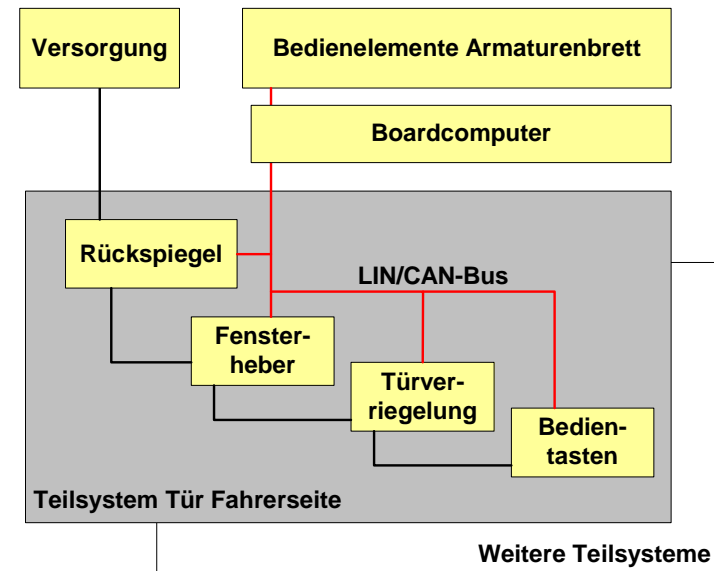 Versorgung
Bedienelemente Armaturenbrett
Boardcomputer
Rückspiegel
LIN/CAN-Bus
Fenster-
heber
Türver-
riegelung
Bedien-
tasten
Teilsystem Tür Fahrerseite
Weitere Teilsysteme